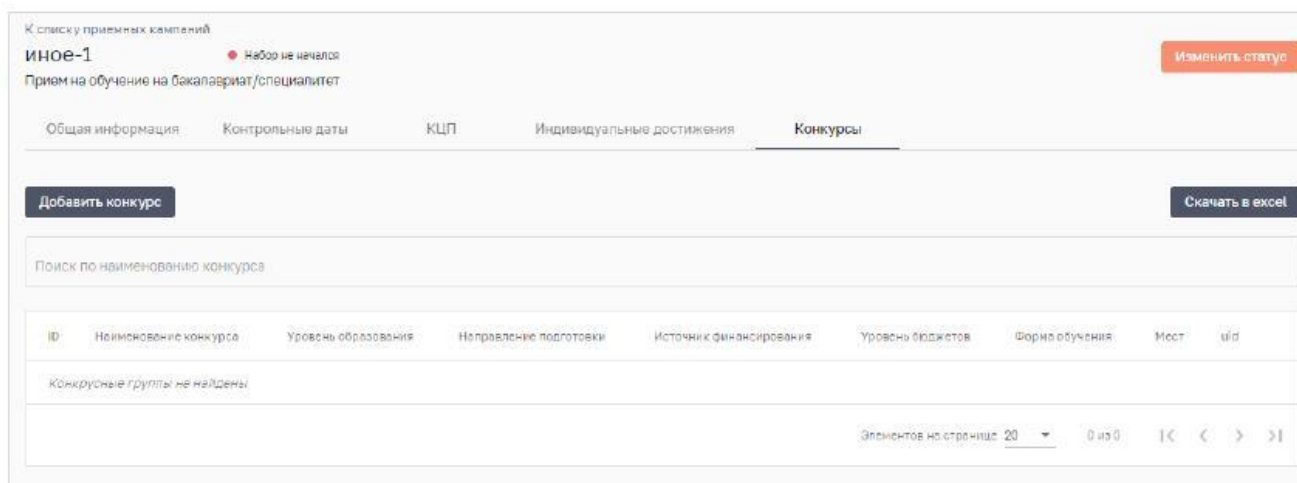 К списку приемных кампаний
иное-1
Набор не начался
Изменить статус
Прием на обучение на бакалавриат/специалитет
Общая информация Контрольные даты КЦП Индивидуальные достижения Конкурсы
Добавить конкурс Скачать в excel
Поиск по наименованию конкурса
ID Наименование конкурса Уровень образования Направление подготовки Источник финансирования Уровень бюджетов Форма обучения Мест uid
Конкрусные группы не найдены
Элементов на странице 20 0 из 0